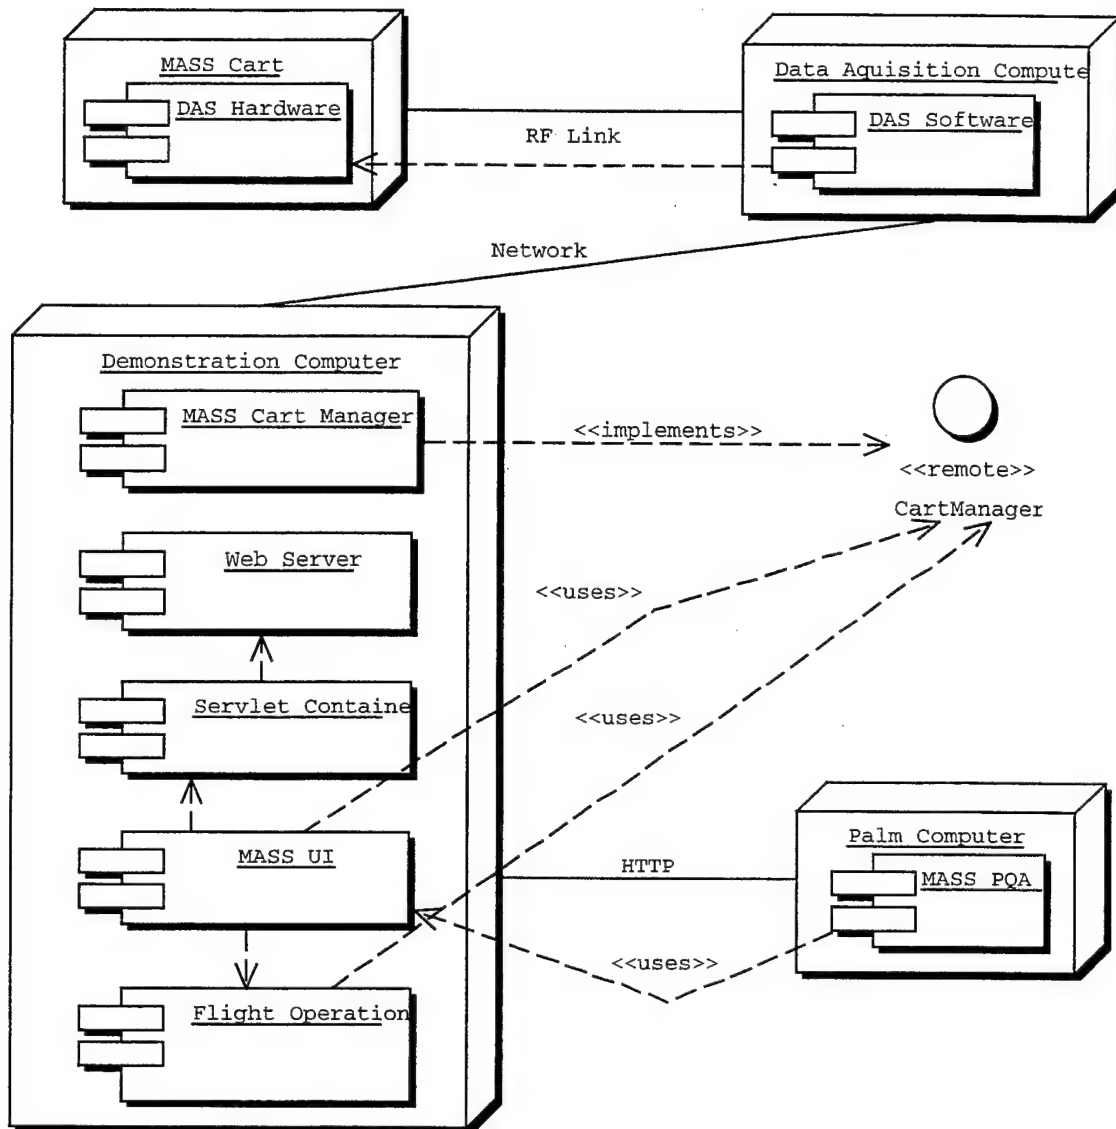 MASS Cart
DAS Hardware
Data Aquisition Compute
DAS Software
RF Link
Network
Demonstration Computer
MASS Cart Manager
<<implements>>
<<remote>>
CartManager
Web Server
<<uses>>
Servlet Containe
<<uses>>
MASS UI
HTTP
Palm Computer
MASS PQA
<<uses>>
Flight Operation